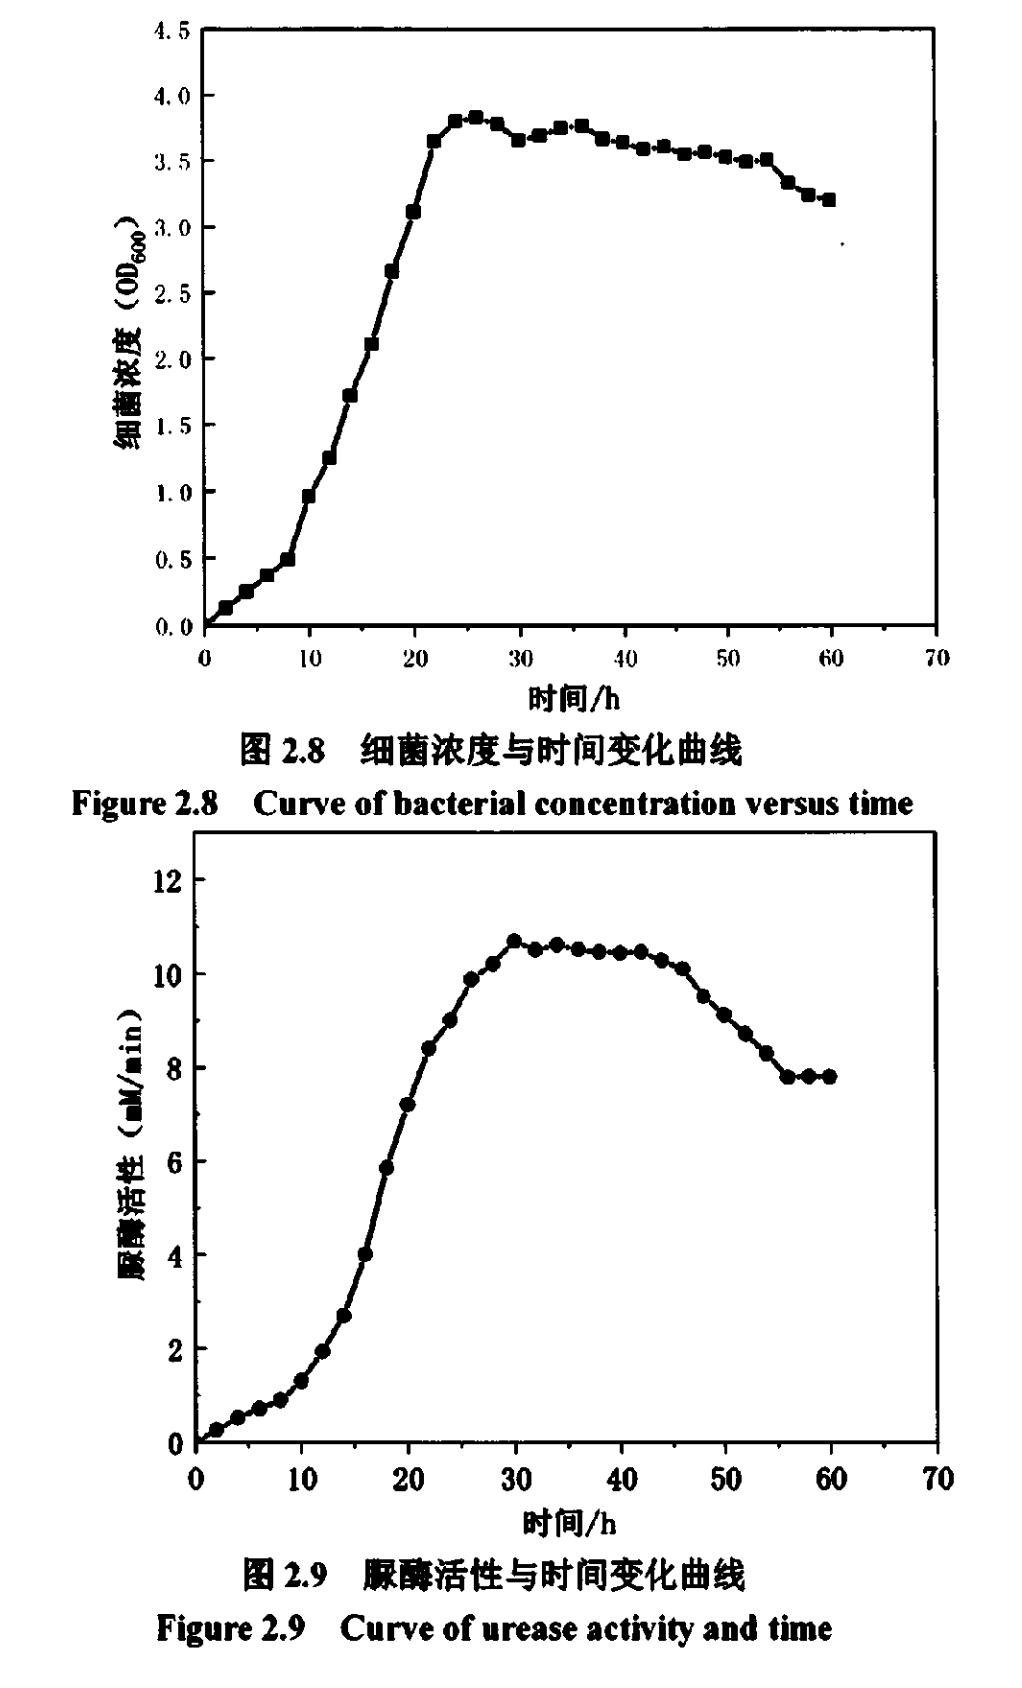 4.5
4.0
3.5
3.0
2.5
2.0
1.5
1.0
0.5
0.0
细菌浓度（OD600）
0 10 20 30 40 50 60 70
时间/h
图 2.8 细菌浓度与时间变化曲线
Figure 2.8 Curve of bacterial concentration versus time
12
10
8
6
4
2
0
脲酶活性（mM/min）
0 10 20 30 40 50 60 70
时间/h
图 2.9 脲酶活性与时间变化曲线
Figure 2.9 Curve of urease activity and time